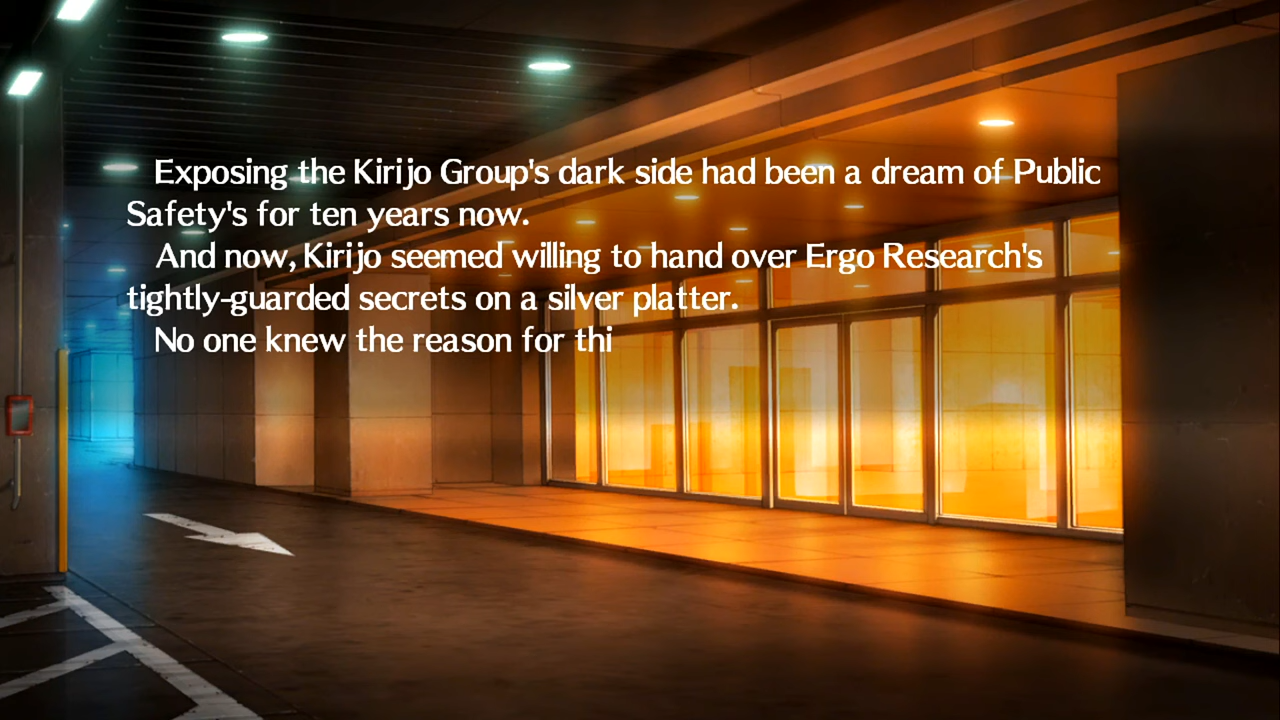 Exposing the Kirijo Group's dark side had been a dream of Public
Safety's for ten years now.
And now, Kirijo seemed willing to hand over Ergo Research's
tightly-guarded secrets on a silver platter.
No one knew the reason for thi